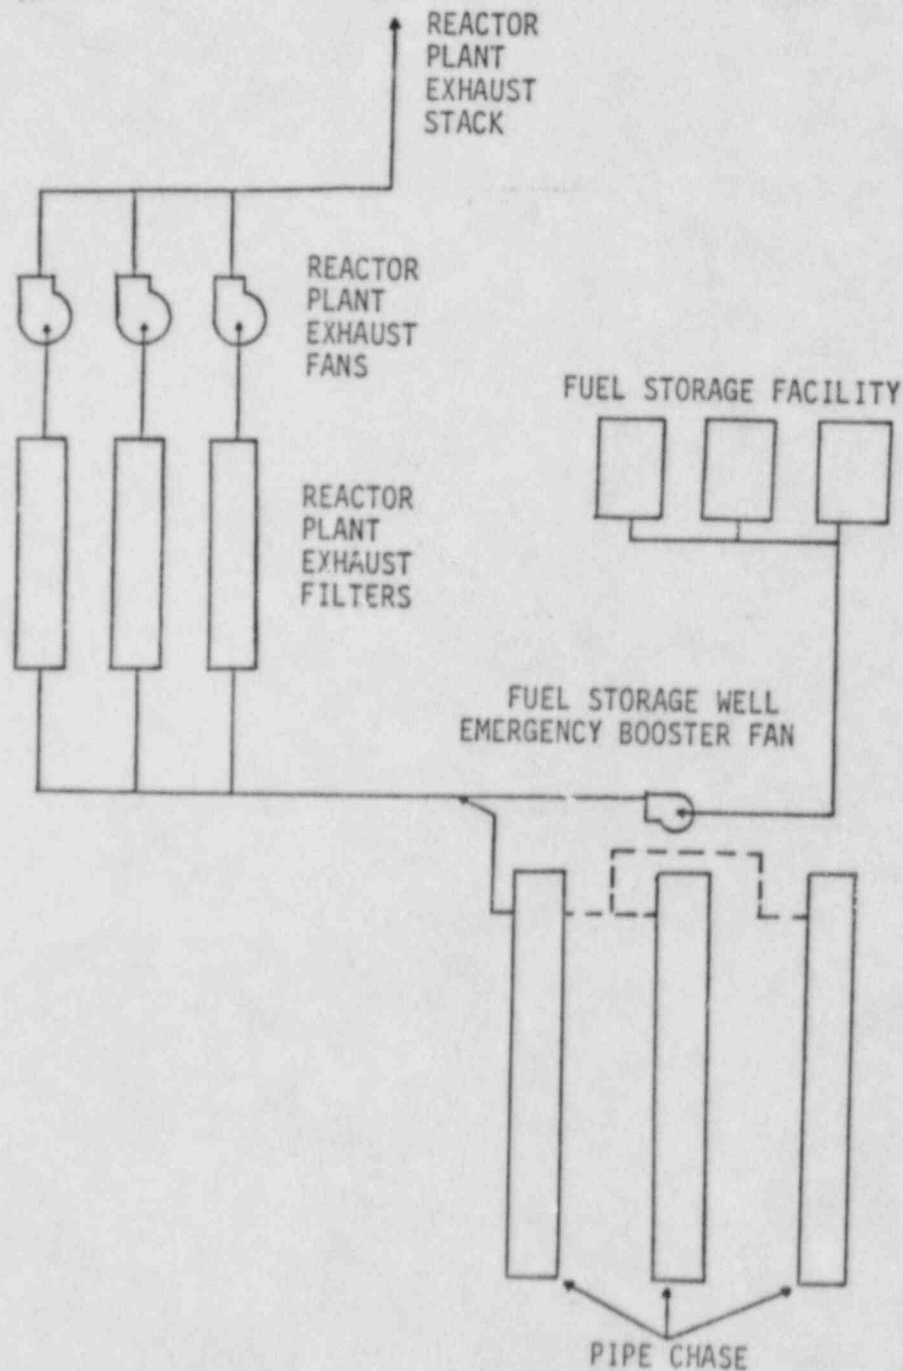 REACTOR
PLANT
EXHAUST
STACK
REACTOR
PLANT
EXHAUST
FANS
FUEL STORAGE FACILITY
REACTOR
PLANT
EXHAUST
FILTERS
FUEL STORAGE WELL
EMERGENCY BOOSTER FAN
PIPE CHASE